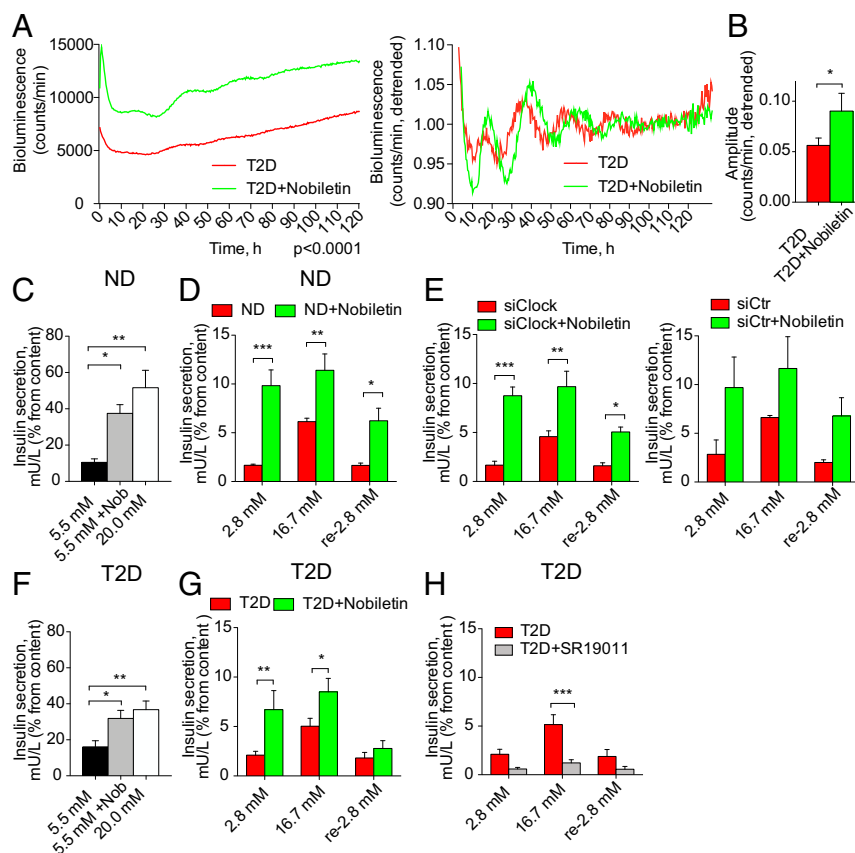 A
Bioluminescence
(counts/min)
15000
10000
5000
0
T2D
T2D+Nobiletin
0 10 20 30 40 50 60 70 80 90 100 110 120
Time, h p<0.0001
Bioluminescence
(counts/min, detrended)
1.10
1.05
1.00
0.95
0.90
T2D
T2D+Nobiletin
0 10 20 30 40 50 60 70 80 90 100 110 120
Time, h
B
Amplitude
(counts/min, detrended)
0.10
0.05
0.00
*
T2D
T2D+Nobiletin
C
ND
Insulin secretion,
mU/L (% from content)
80
60
40
20
0
**
*
5.5 mM
5.5 mM +Nob
20.0 mM
D
ND
ND
ND+Nobiletin
Insulin secretion,
mU/L (% from content)
15
10
5
0
***
**
*
2.8 mM
16.7 mM
re-2.8 mM
E
siClock
siClock+Nobiletin
Insulin secretion,
mU/L (% from content)
15
10
5
0
***
**
*
2.8 mM
16.7 mM
re-2.8 mM
siCtr
siCtr+Nobiletin
Insulin secretion,
mU/L (% from content)
15
10
5
0
2.8 mM
16.7 mM
re-2.8 mM
F
T2D
Insulin secretion,
mU/L (% from content)
80
60
40
20
0
**
*
5.5 mM
5.5 mM +Nob
20.0 mM
G
T2D
T2D
T2D+Nobiletin
Insulin secretion,
mU/L (% from content )
15
10
5
0
**
*
2.8 mM
16.7 mM
re-2.8 mM
H
T2D
T2D
T2D+SR19011
Insulin secretion,
mU/L (% from content )
15
10
5
0
***
2.8 mM
16.7 mM
re-2.8 mM